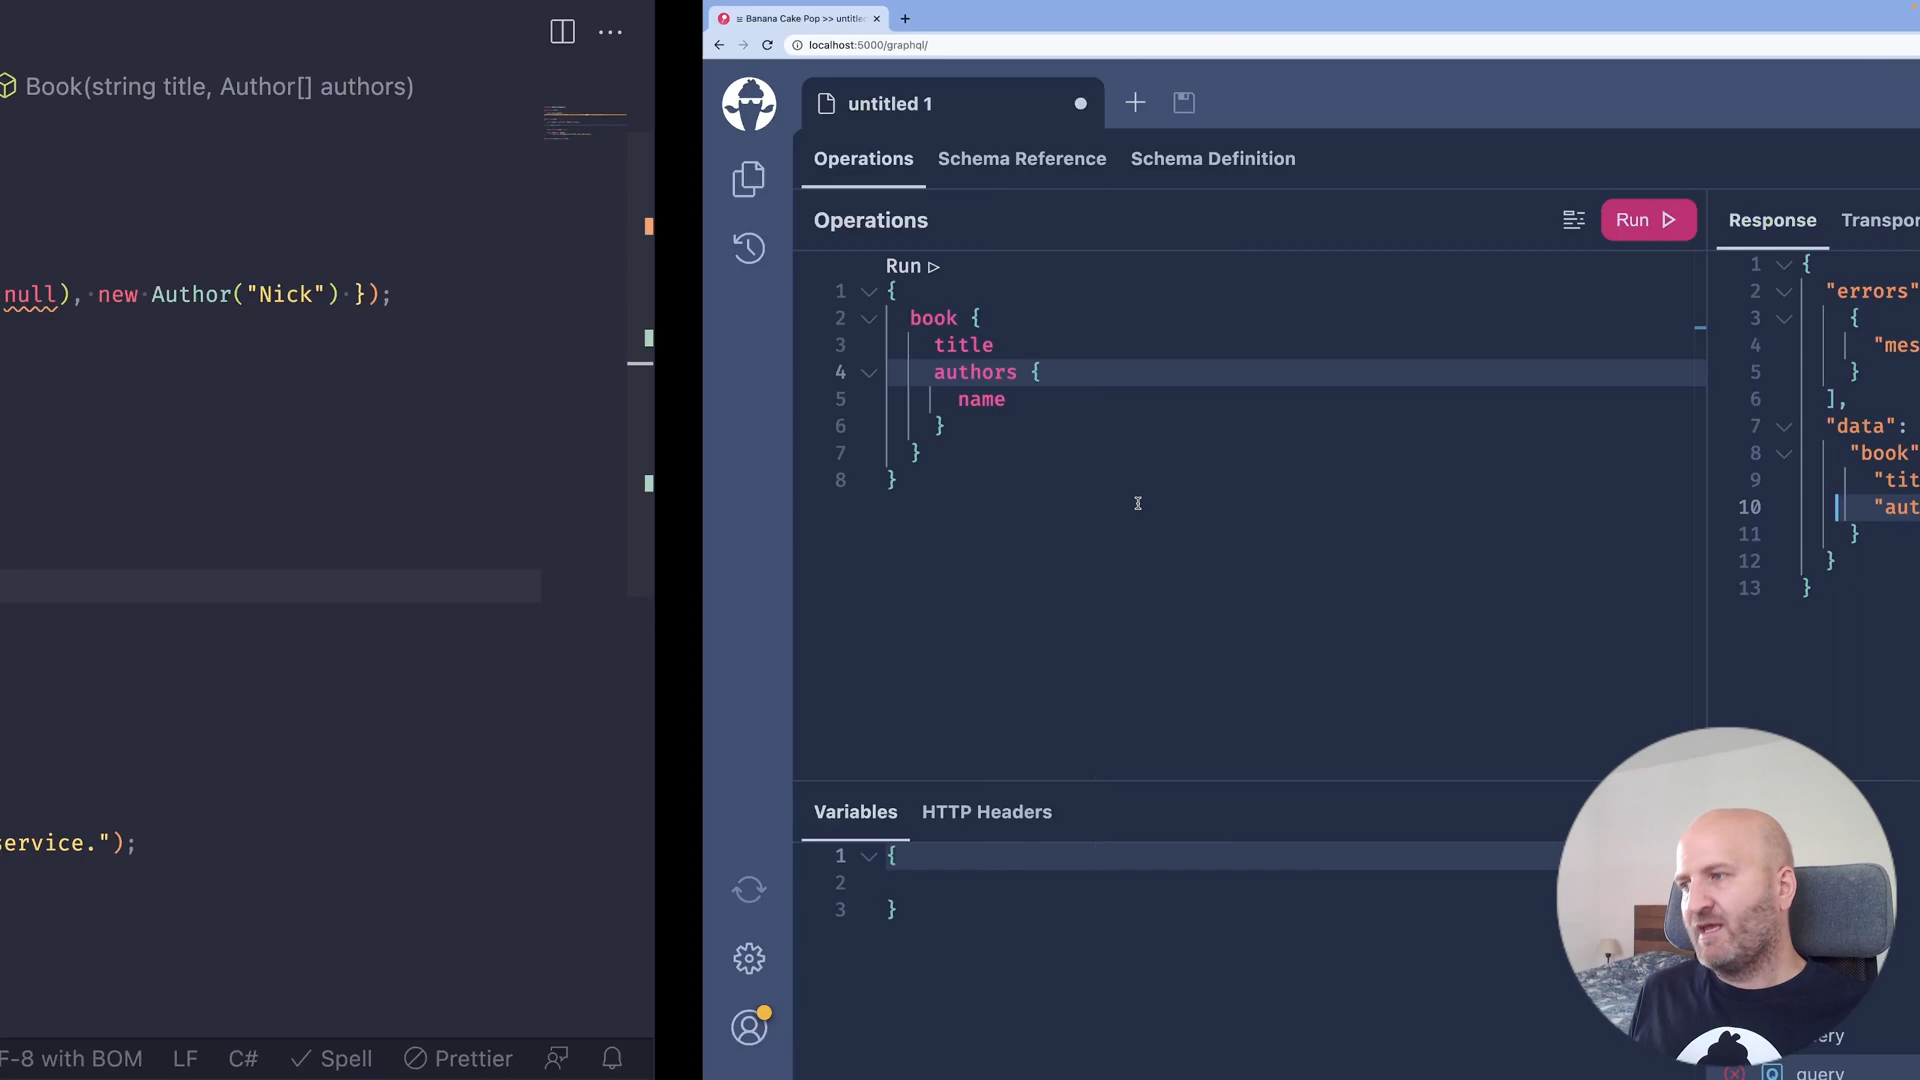 Book(string title, Author[] authors)
null), new Author("Nick") });
ervice.");
F-8 with BOM
LF
C#
Spell
Prettier
Banana Cake Pop >> untitle
localhost:5000/graphql/
untitled 1
Operations
Schema Reference
Schema Definition
Operations
Run
Run
1 {
2 book {
3 title
4 authors {
5 name
6 }
7 }
8 }
Response
Transpor
1 {
2 "errors"
3 {
4 "mes
5 }
6 ],
7 "data":
8 "book"
9 "tit
10 "aut
11 }
12 }
13 }
Variables
HTTP Headers
1 {
2
3 }
ery
query